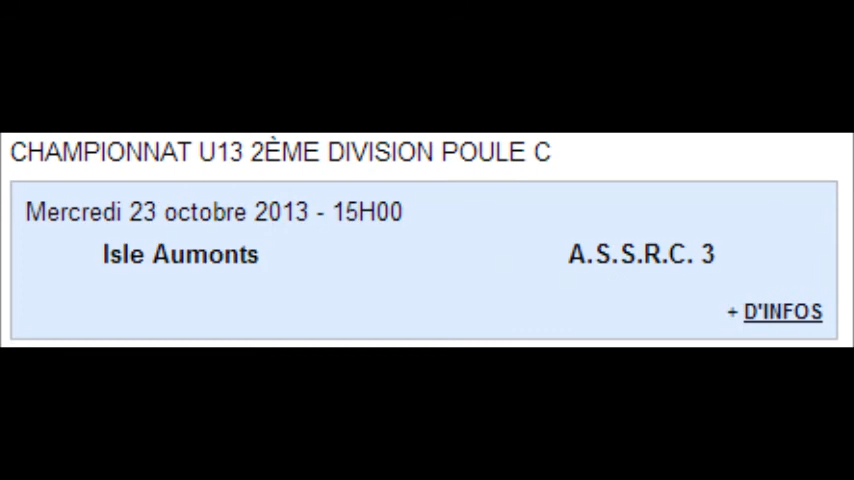 CHAMPIONNAT U13 2ÈME DIVISION POULE C
Mercredi 23 octobre 2013 - 15H00
Isle Aumonts A.S.S.R.C. 3
+ D'INFOS